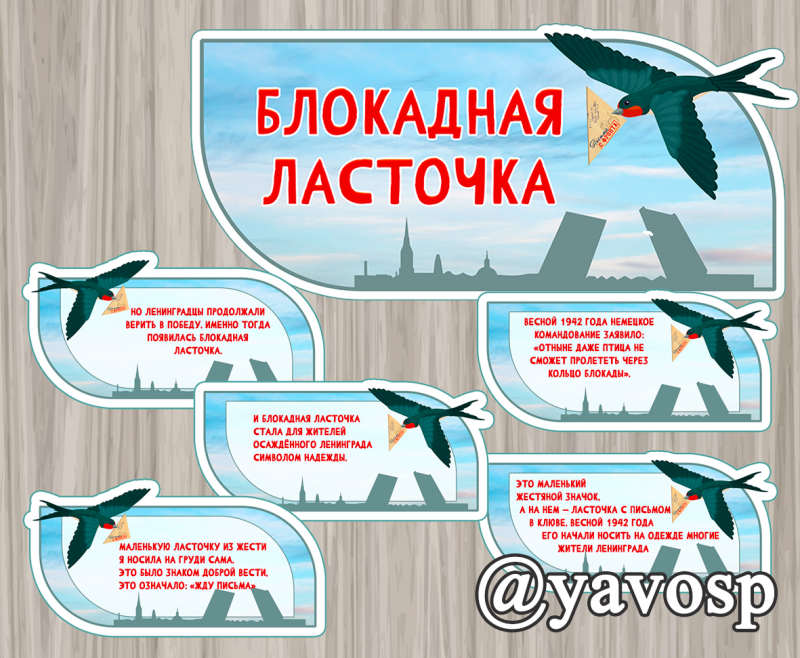 БЛОКАДНАЯ
ЛАСТОЧКА
Письмо
с фронта
НО ЛЕНИНГРАДЦЫ ПРОДОЛЖАЛИ
ВЕРИТЬ В ПОБЕДУ. ИМЕННО ТОГДА
ПОЯВИЛАСЬ БЛОКАДНАЯ
ЛАСТОЧКА.
ВЕСНОЙ 1942 ГОДА НЕМЕЦКОЕ
КОМАНДОВАНИЕ ЗАЯВИЛО:
«ОТНЫНЕ ДАЖЕ ПТИЦА НЕ
СМОЖЕТ ПРОЛЕТЕТЬ ЧЕРЕЗ
КОЛЬЦО БЛОКАДЫ».
И БЛОКАДНАЯ ЛАСТОЧКА
СТАЛА ДЛЯ ЖИТЕЛЕЙ
ОСАЖДЁННОГО ЛЕНИНГРАДА
СИМВОЛОМ НАДЕЖДЫ.
ЭТО МАЛЕНЬКИЙ
ЖЕСТЯНОЙ ЗНАЧОК,
А НА НЕМ – ЛАСТОЧКА С ПИСЬМОМ
В КЛЮВЕ. ВЕСНОЙ 1942 ГОДА
ЕГО НАЧАЛИ НОСИТЬ НА ОДЕЖДЕ МНОГИЕ
ЖИТЕЛИ ЛЕНИНГРАДА
МАЛЕНЬКУЮ ЛАСТОЧКУ ИЗ ЖЕСТИ
Я НОСИЛА НА ГРУДИ САМА.
ЭТО БЫЛО ЗНАКОМ ДОБРОЙ ВЕСТИ,
ЭТО ОЗНАЧАЛО: «ЖДУ ПИСЬМА»
@yavosp